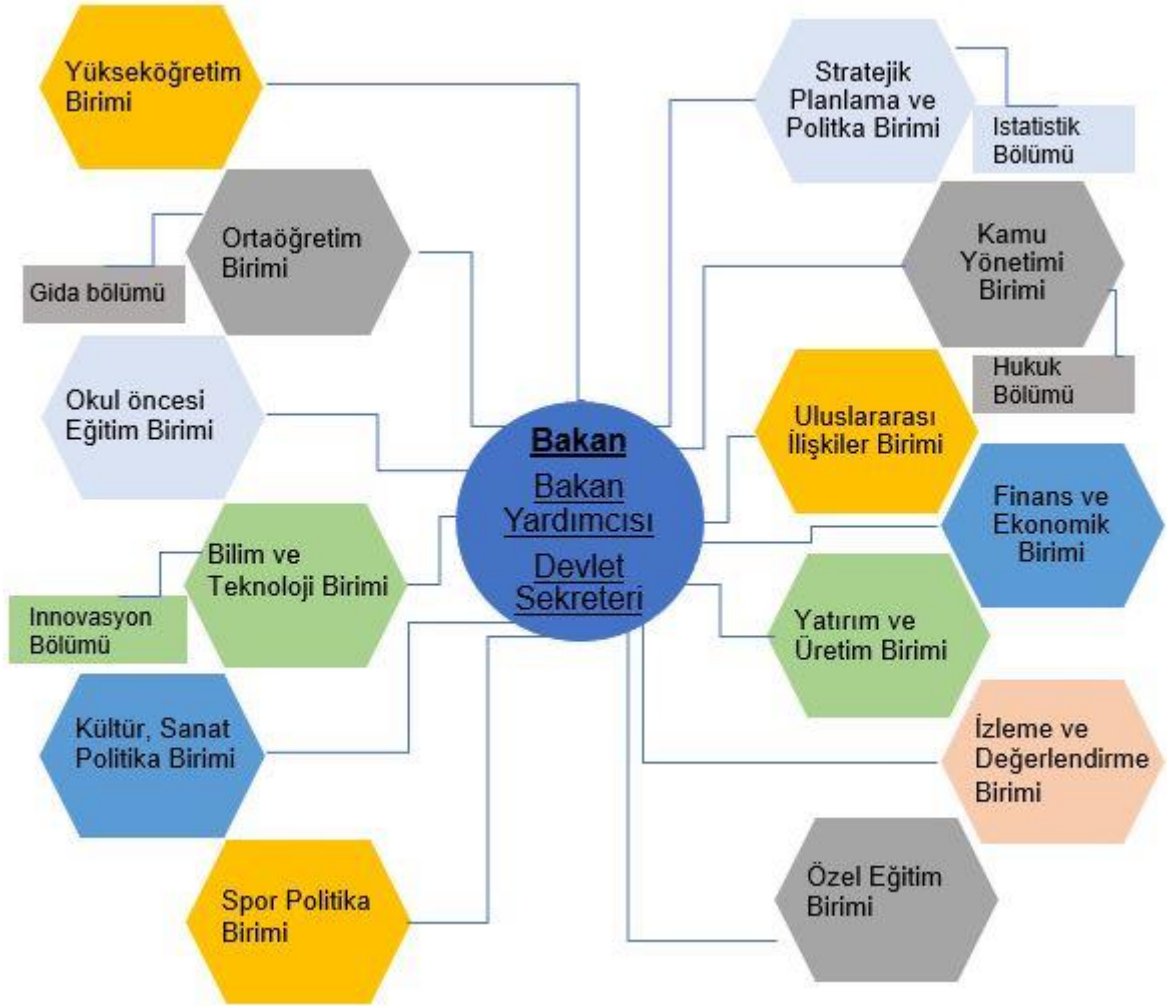 Yükseköğretim
Birimi
Stratejik
Planlama ve
Politka Birimi
Istatistik
Bölümü
Ortaöğretim
Birimi
Gida bölümü
Kamu
Yönetimi
Birimi
Hukuk
Bölümü
Okul öncesi
Eğitim Birimi
Uluslararası
İlişkiler Birimi
Bakan
Bakan
Yardımcısı
Devlet
Sekreteri
Finans ve
Ekonomik
Birimi
Bilim ve
Teknoloji Birimi
Innovasyon
Bölümü
Yatırım ve
Üretim Birimi
Kültür, Sanat
Politika Birimi
İzleme ve
Değerlendirme
Birimi
Spor Politika
Birimi
Özel Eğitim
Birimi